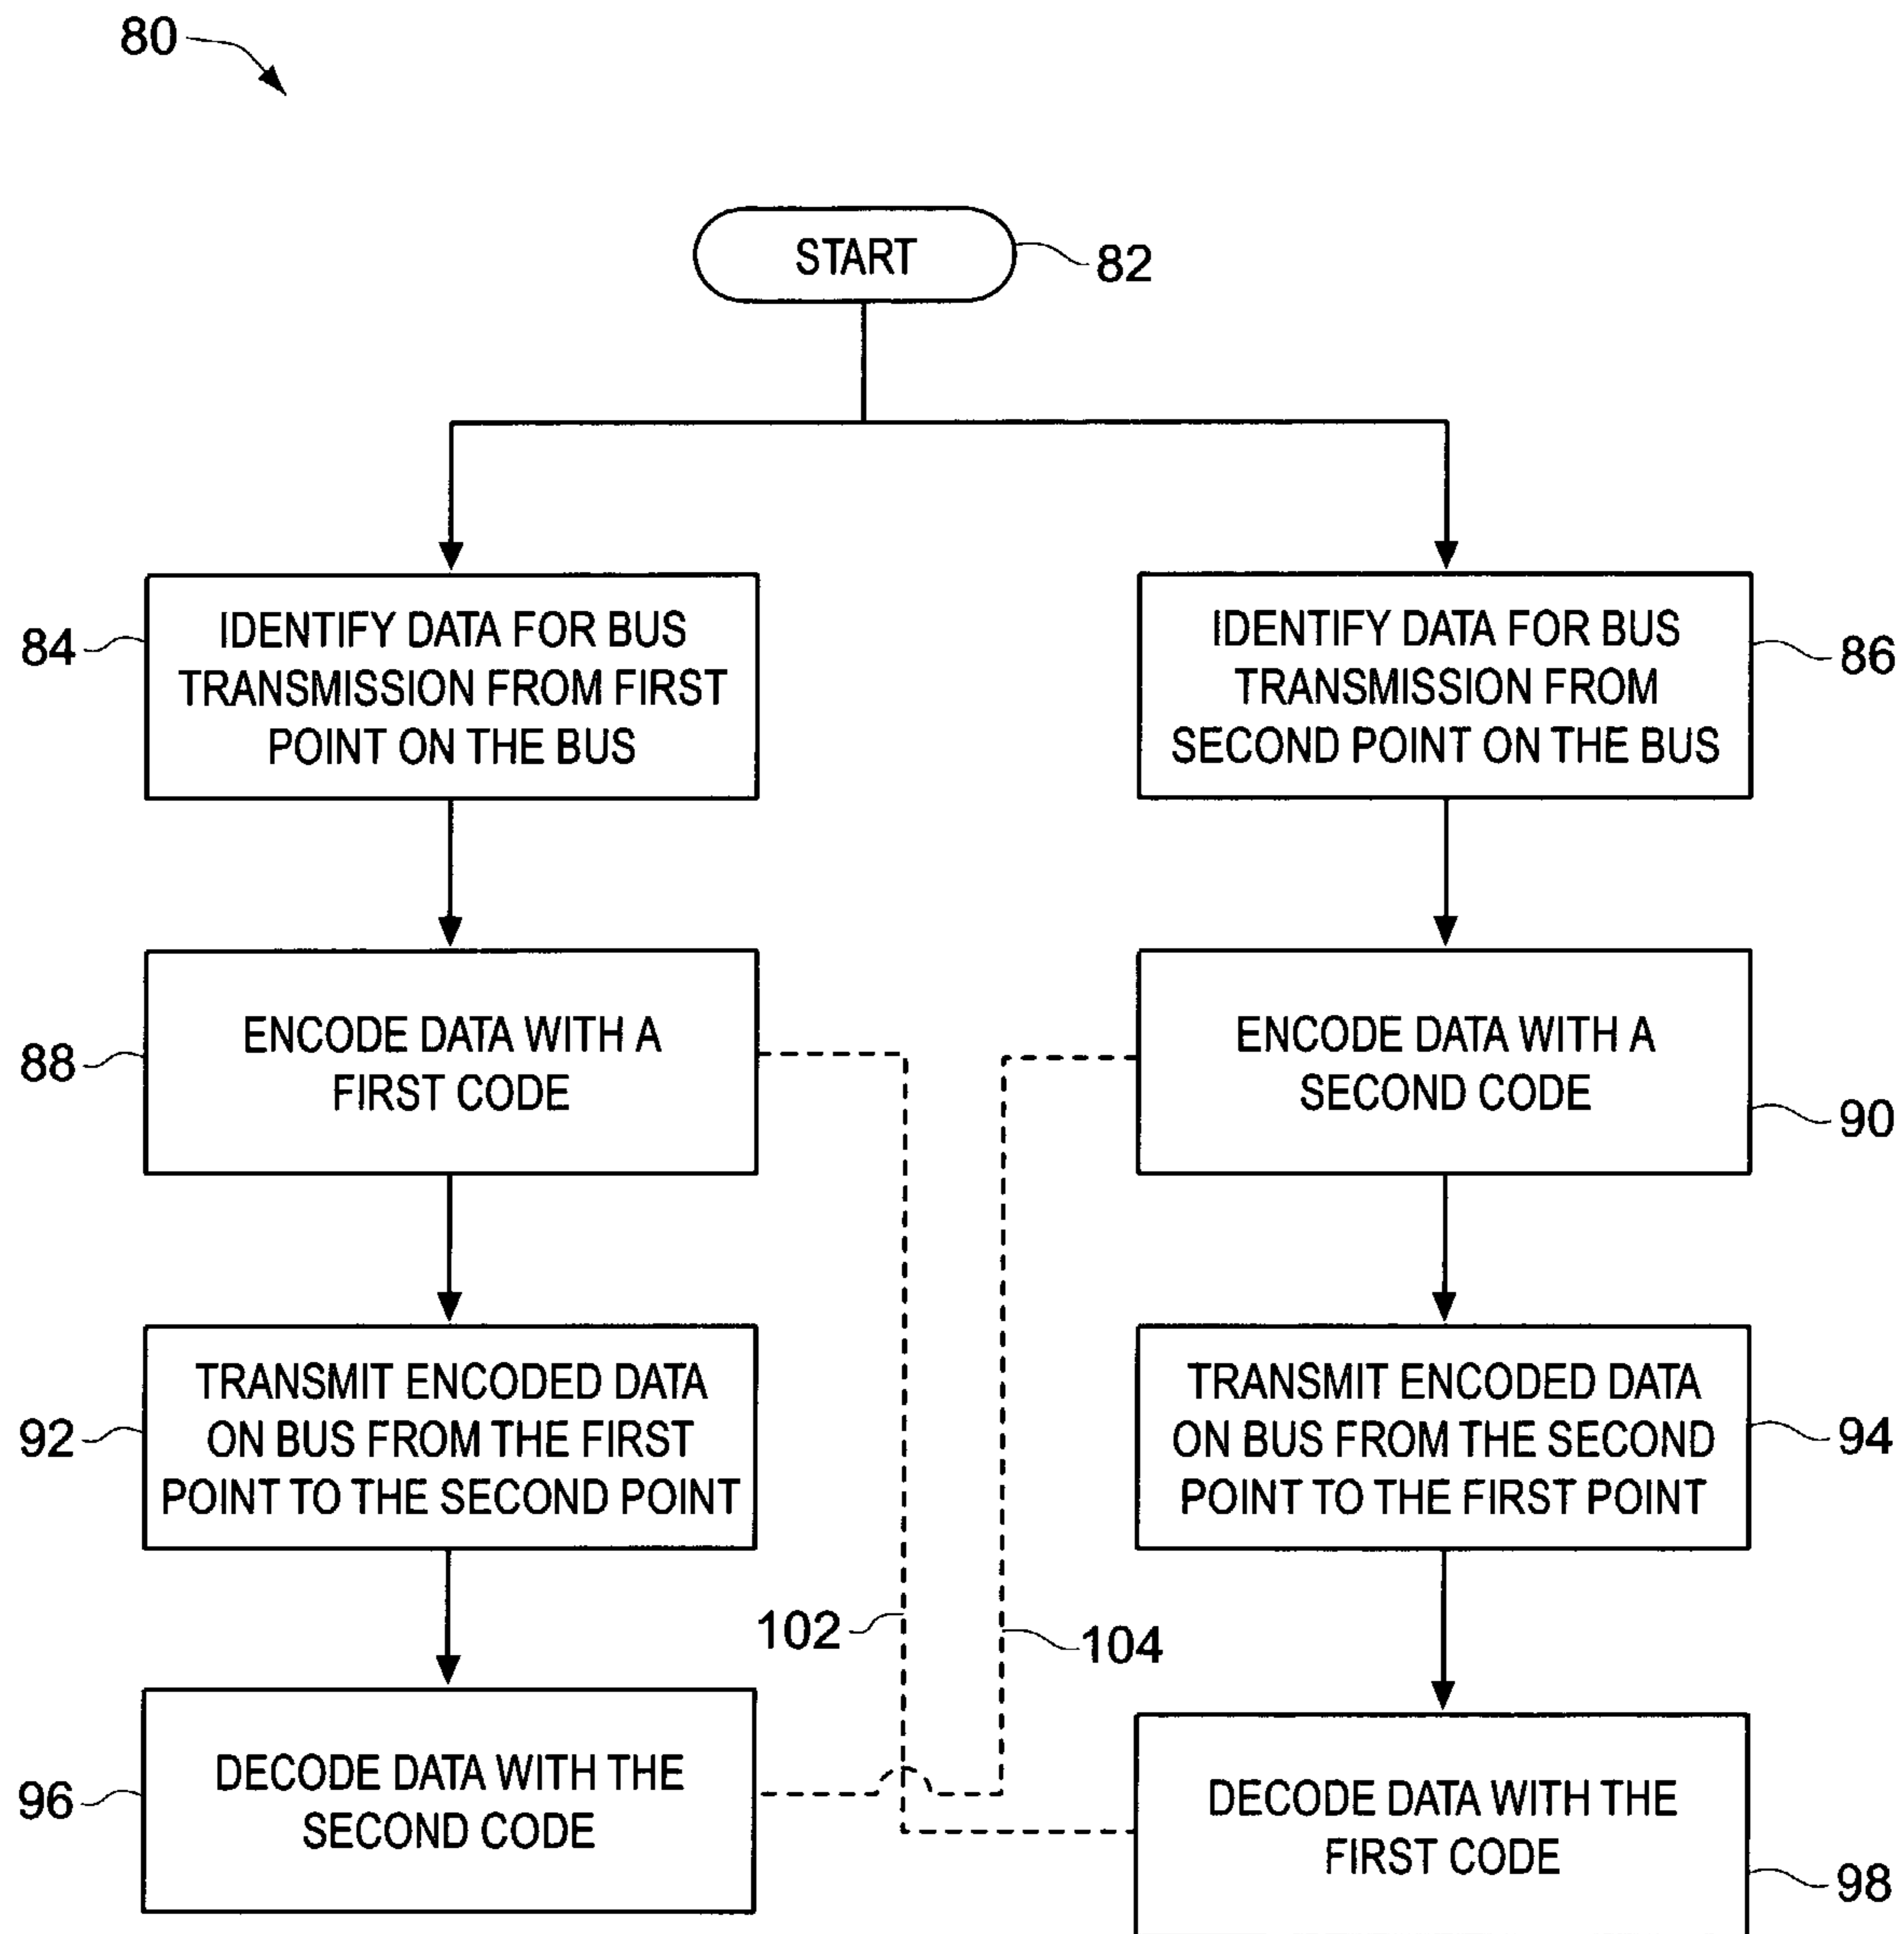 80
START
82
84
IDENTIFY DATA FOR BUS
TRANSMISSION FROM FIRST
POINT ON THE BUS
IDENTIFY DATA FOR BUS
TRANSMISSION FROM
SECOND POINT ON THE BUS
86
88
ENCODE DATA WITH A
FIRST CODE
ENCODE DATA WITH A
SECOND CODE
90
92
TRANSMIT ENCODED DATA
ON BUS FROM THE FIRST
POINT TO THE SECOND POINT
TRANSMIT ENCODED DATA
ON BUS FROM THE SECOND
POINT TO THE FIRST POINT
94
102
104
96
DECODE DATA WITH THE
SECOND CODE
DECODE DATA WITH THE
FIRST CODE
98